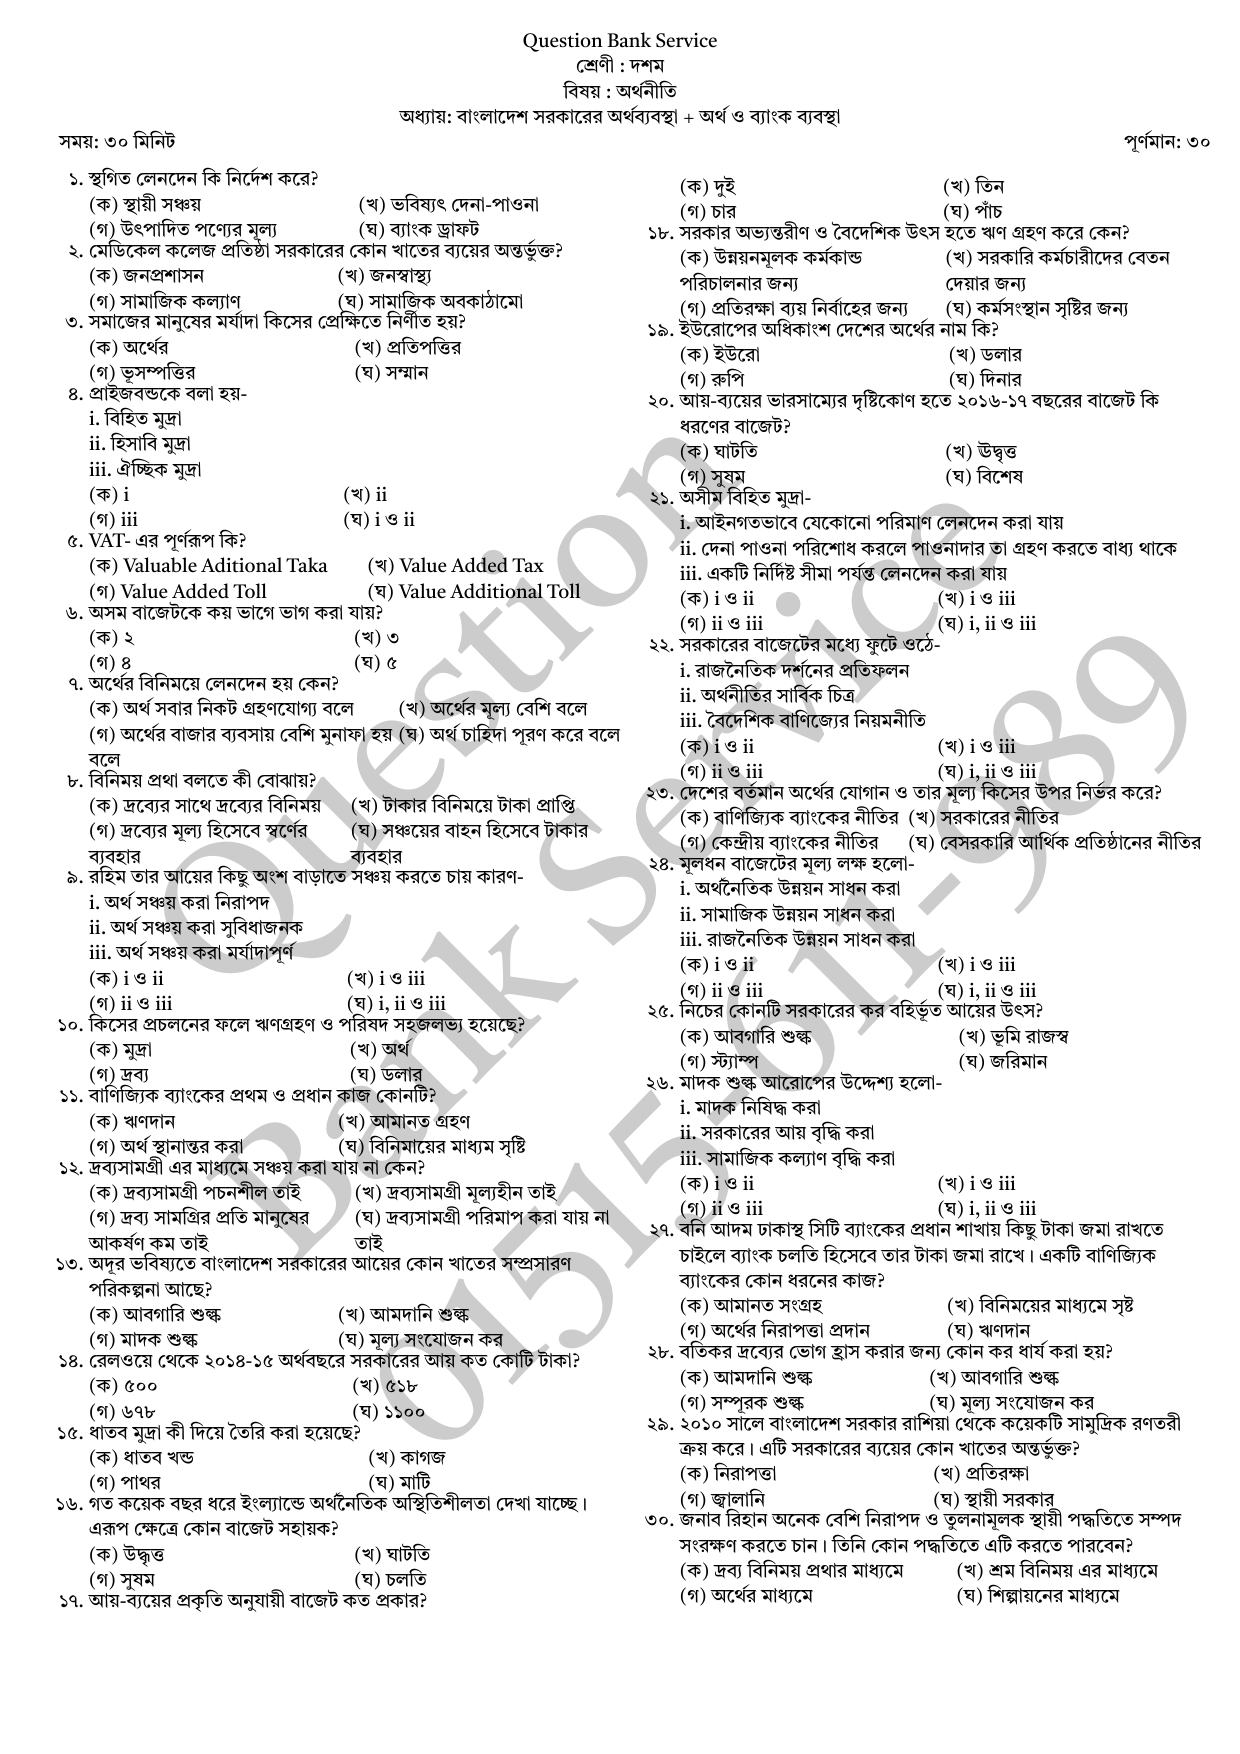 Question Bank Service
শ্রেণী : দশম
বিষয় : অর্থনীতি
অধ্যায়: বাংলাদেশ সরকারের অর্থব্যবস্থা + অর্থ ও ব্যাংক ব্যবস্থা
সময়: ৩০ মিনিট পূর্ণমান: ৩০
১. স্থগিত লেনদেন কি নির্দেশ করে?
(ক) স্থায়ী সঞ্চয় (খ) ভবিষ্যৎ দেনা-পাওনা
(গ) উৎপাদিত পণ্যের মূল্য (ঘ) ব্যাংক ড্রাফট
২. মেডিকেল কলেজ প্রতিষ্ঠা সরকারের কোন খাতের ব্যয়ের অন্তর্ভুক্ত?
(ক) জনপ্রশাসন (খ) জনস্বাস্থ্য
(গ) সামাজিক কল্যাণ (ঘ) সামাজিক অবকাঠামো
৩. সমাজের মানুষের মর্যাদা কিসের প্রেক্ষিতে নির্ণীত হয়?
(ক) অর্থের (খ) প্রতিপত্তির
(গ) ভূসম্পত্তির (ঘ) সম্মান
৪. প্রাইজবন্ডকে বলা হয়-
i. বিহিত মুদ্রা
ii. হিসাবি মুদ্রা
iii. ঐচ্ছিক মুদ্রা
(ক) i (খ) ii
(গ) iii (ঘ) i ও ii
৫. VAT- এর পূর্ণরূপ কি?
(ক) Valuable Aditional Taka (খ) Value Added Tax
(গ) Value Added Toll (ঘ) Value Additional Toll
৬. অসম বাজেটকে কয় ভাগে ভাগ করা যায়?
(ক) ২ (খ) ৩
(গ) ৪ (ঘ) ৫
৭. অর্থের বিনিময়ে লেনদেন হয় কেন?
(ক) অর্থ সবার নিকট গ্রহণযোগ্য বলে (খ) অর্থের মূল্য বেশি বলে
(গ) অর্থের বাজার ব্যবসায় বেশি মুনাফা হয় (ঘ) অর্থ চাহিদা পূরণ করে বলে
বলে
৮. বিনিময় প্রথা বলতে কী বোঝায়?
(ক) দ্রব্যের সাথে দ্রব্যের বিনিময় (খ) টাকার বিনিময়ে টাকা প্রাপ্তি
(গ) দ্রব্যের মূল্য হিসেবে স্বর্ণের (ঘ) সঞ্চয়ের বাহন হিসেবে টাকার
ব্যবহার ব্যবহার
৯. রহিম তার আয়ের কিছু অংশ বাড়াতে সঞ্চয় করতে চায় কারণ-
i. অর্থ সঞ্চয় করা নিরাপদ
ii. অর্থ সঞ্চয় করা সুবিধাজনক
iii. অর্থ সঞ্চয় করা মর্যাদাপূর্ণ
(ক) i ও ii (খ) i ও iii
(গ) ii ও iii (ঘ) i, ii ও iii
১০. কিসের প্রচলনের ফলে ঋণগ্রহণ ও পরিষদ সহজলভ্য হয়েছে?
(ক) মুদ্রা (খ) অর্থ
(গ) দ্রব্য (ঘ) ডলার
১১. বাণিজ্যিক ব্যাংকের প্রথম ও প্রধান কাজ কোনটি?
(ক) ঋণদান (খ) আমানত গ্রহণ
(গ) অর্থ স্থানান্তর করা (ঘ) বিনিমায়ের মাধ্যম সৃষ্টি
১২. দ্রব্যসামগ্রী এর মাধ্যমে সঞ্চয় করা যায় না কেন?
(ক) দ্রব্যসামগ্রী পচনশীল তাই (খ) দ্রব্যসামগ্রী মূল্যহীন তাই
(গ) দ্রব্য সামগ্রির প্রতি মানুষের (ঘ) দ্রব্যসামগ্রী পরিমাপ করা যায় না
আকর্ষণ কম তাই তাই
১৩. অদূর ভবিষ্যতে বাংলাদেশ সরকারের আয়ের কোন খাতের সম্প্রসারণ
পরিকল্পনা আছে?
(ক) আবগারি শুল্ক (খ) আমদানি শুল্ক
(গ) মাদক শুল্ক (ঘ) মূল্য সংযোজন কর
১৪. রেলওয়ে থেকে ২০১৪-১৫ অর্থবছরে সরকারের আয় কত কোটি টাকা?
(ক) ৫০০ (খ) ৫১৮
(গ) ৬৭৮ (ঘ) ১১০০
১৫. ধাতব মুদ্রা কী দিয়ে তৈরি করা হয়েছে?
(ক) ধাতব খন্ড (খ) কাগজ
(গ) পাথর (ঘ) মাটি
১৬. গত কয়েক বছর ধরে ইংল্যান্ডে অর্থনৈতিক অস্থিতিশীলতা দেখা যাচ্ছে।
এরূপ ক্ষেত্রে কোন বাজেট সহায়ক?
(ক) উদ্ধৃত্ত (খ) ঘাটতি
(গ) সুষম (ঘ) চলতি
১৭. আয়-ব্যয়ের প্রকৃতি অনুযায়ী বাজেট কত প্রকার?
(ক) দুই (খ) তিন
(গ) চার (ঘ) পাঁচ
১৮. সরকার অভ্যন্তরীণ ও বৈদেশিক উৎস হতে ঋণ গ্রহণ করে কেন?
(ক) উন্নয়নমূলক কর্মকান্ড (খ) সরকারি কর্মচারীদের বেতন
পরিচালনার জন্য দেয়ার জন্য
(গ) প্রতিরক্ষা ব্যয় নির্বাহের জন্য (ঘ) কর্মসংস্থান সৃষ্টির জন্য
১৯. ইউরোপের অধিকাংশ দেশের অর্থের নাম কি?
(ক) ইউরো (খ) ডলার
(গ) রুপি (ঘ) দিনার
২০. আয়-ব্যয়ের ভারসাম্যের দৃষ্টিকোণ হতে ২০১৬-১৭ বছরের বাজেট কি
ধরণের বাজেট?
(ক) ঘাটতি (খ) ঊদ্বৃত্ত
(গ) সুষম (ঘ) বিশেষ
২১. অসীম বিহিত মুদ্রা-
i. আইনগতভাবে যেকোনো পরিমাণ লেনদেন করা যায়
ii. দেনা পাওনা পরিশোধ করলে পাওনাদার তা গ্রহণ করতে বাধ্য থাকে
iii. একটি নির্দিষ্ট সীমা পর্যন্ত লেনদেন করা যায়
(ক) i ও ii (খ) i ও iii
(গ) ii ও iii (ঘ) i, ii ও iii
২২. সরকারের বাজেটের মধ্যে ফুটে ওঠে-
i. রাজনৈতিক দর্শনের প্রতিফলন
ii. অর্থনীতির সার্বিক চিত্র
iii. বৈদেশিক বাণিজ্যের নিয়মনীতি
(ক) i ও ii (খ) i ও iii
(গ) ii ও iii (ঘ) i, ii ও iii
২৩. দেশের বর্তমান অর্থের যোগান ও তার মূল্য কিসের উপর নির্ভর করে?
(ক) বাণিজ্যিক ব্যাংকের নীতির (খ) সরকারের নীতির
(গ) কেন্দ্রীয় ব্যাংকের নীতির (ঘ) বেসরকারি আর্থিক প্রতিষ্ঠানের নীতির
২৪. মূলধন বাজেটের মূল্য লক্ষ হলো-
i. অর্থনৈতিক উন্নয়ন সাধন করা
ii. সামাজিক উন্নয়ন সাধন করা
iii. রাজনৈতিক উন্নয়ন সাধন করা
(ক) i ও ii (খ) i ও iii
(গ) ii ও iii (ঘ) i, ii ও iii
২৫. নিচের কোনটি সরকারের কর বহির্ভূত আয়ের উৎস?
(ক) আবগারি শুল্ক (খ) ভূমি রাজস্ব
(গ) স্ট্যাম্প (ঘ) জরিমান
২৬. মাদক শুল্ক আরোপের উদ্দেশ্য হলো-
i. মাদক নিষিদ্ধ করা
ii. সরকারের আয় বৃদ্ধি করা
iii. সামাজিক কল্যাণ বৃদ্ধি করা
(ক) i ও ii (খ) i ও iii
(গ) ii ও iii (ঘ) i, ii ও iii
২৭. বনি আদম ঢাকাস্থ সিটি ব্যাংকের প্রধান শাখায় কিছু টাকা জমা রাখতে
চাইলে ব্যাংক চলতি হিসেবে তার টাকা জমা রাখে। একটি বাণিজ্যিক
ব্যাংকের কোন ধরনের কাজ?
(ক) আমানত সংগ্রহ (খ) বিনিময়ের মাধ্যমে সৃষ্ট
(গ) অর্থের নিরাপত্তা প্রদান (ঘ) ঋণদান
২৮. বতিকর দ্রব্যের ভোগ হ্রাস করার জন্য কোন কর ধার্য করা হয়?
(ক) আমদানি শুল্ক (খ) আবগারি শুল্ক
(গ) সম্পূরক শুল্ক (ঘ) মূল্য সংযোজন কর
২৯. ২০১০ সালে বাংলাদেশ সরকার রাশিয়া থেকে কয়েকটি সামুদ্রিক রণতরী
ক্রয় করে। এটি সরকারের ব্যয়ের কোন খাতের অন্তর্ভুক্ত?
(ক) নিরাপত্তা (খ) প্রতিরক্ষা
(গ) জ্বালানি (ঘ) স্থায়ী সরকার
৩০. জনাব রিহান অনেক বেশি নিরাপদ ও তুলনামূলক স্থায়ী পদ্ধতিতে সম্পদ
সংরক্ষণ করতে চান। তিনি কোন পদ্ধতিতে এটি করতে পারবেন?
(ক) দ্রব্য বিনিময় প্রথার মাধ্যমে (খ) শ্রম বিনিময় এর মাধ্যমে
(গ) অর্থের মাধ্যমে (ঘ) শিল্পায়নের মাধ্যমে
Question
Bank Service
01515-611-989